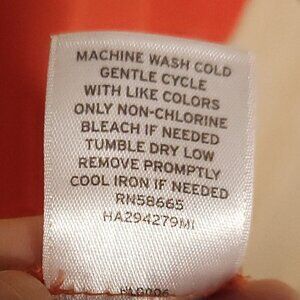 MACHINE WASH COLD
GENTLE CYCLE
WITH LIKE COLORS
ONLY NON-CHLORINE
BLEACH IF NEEDED
TUMBLE DRY LOW
REMOVE PROMPTLY
COOL IRON IF NEEDED
RN58665
HA294279MI